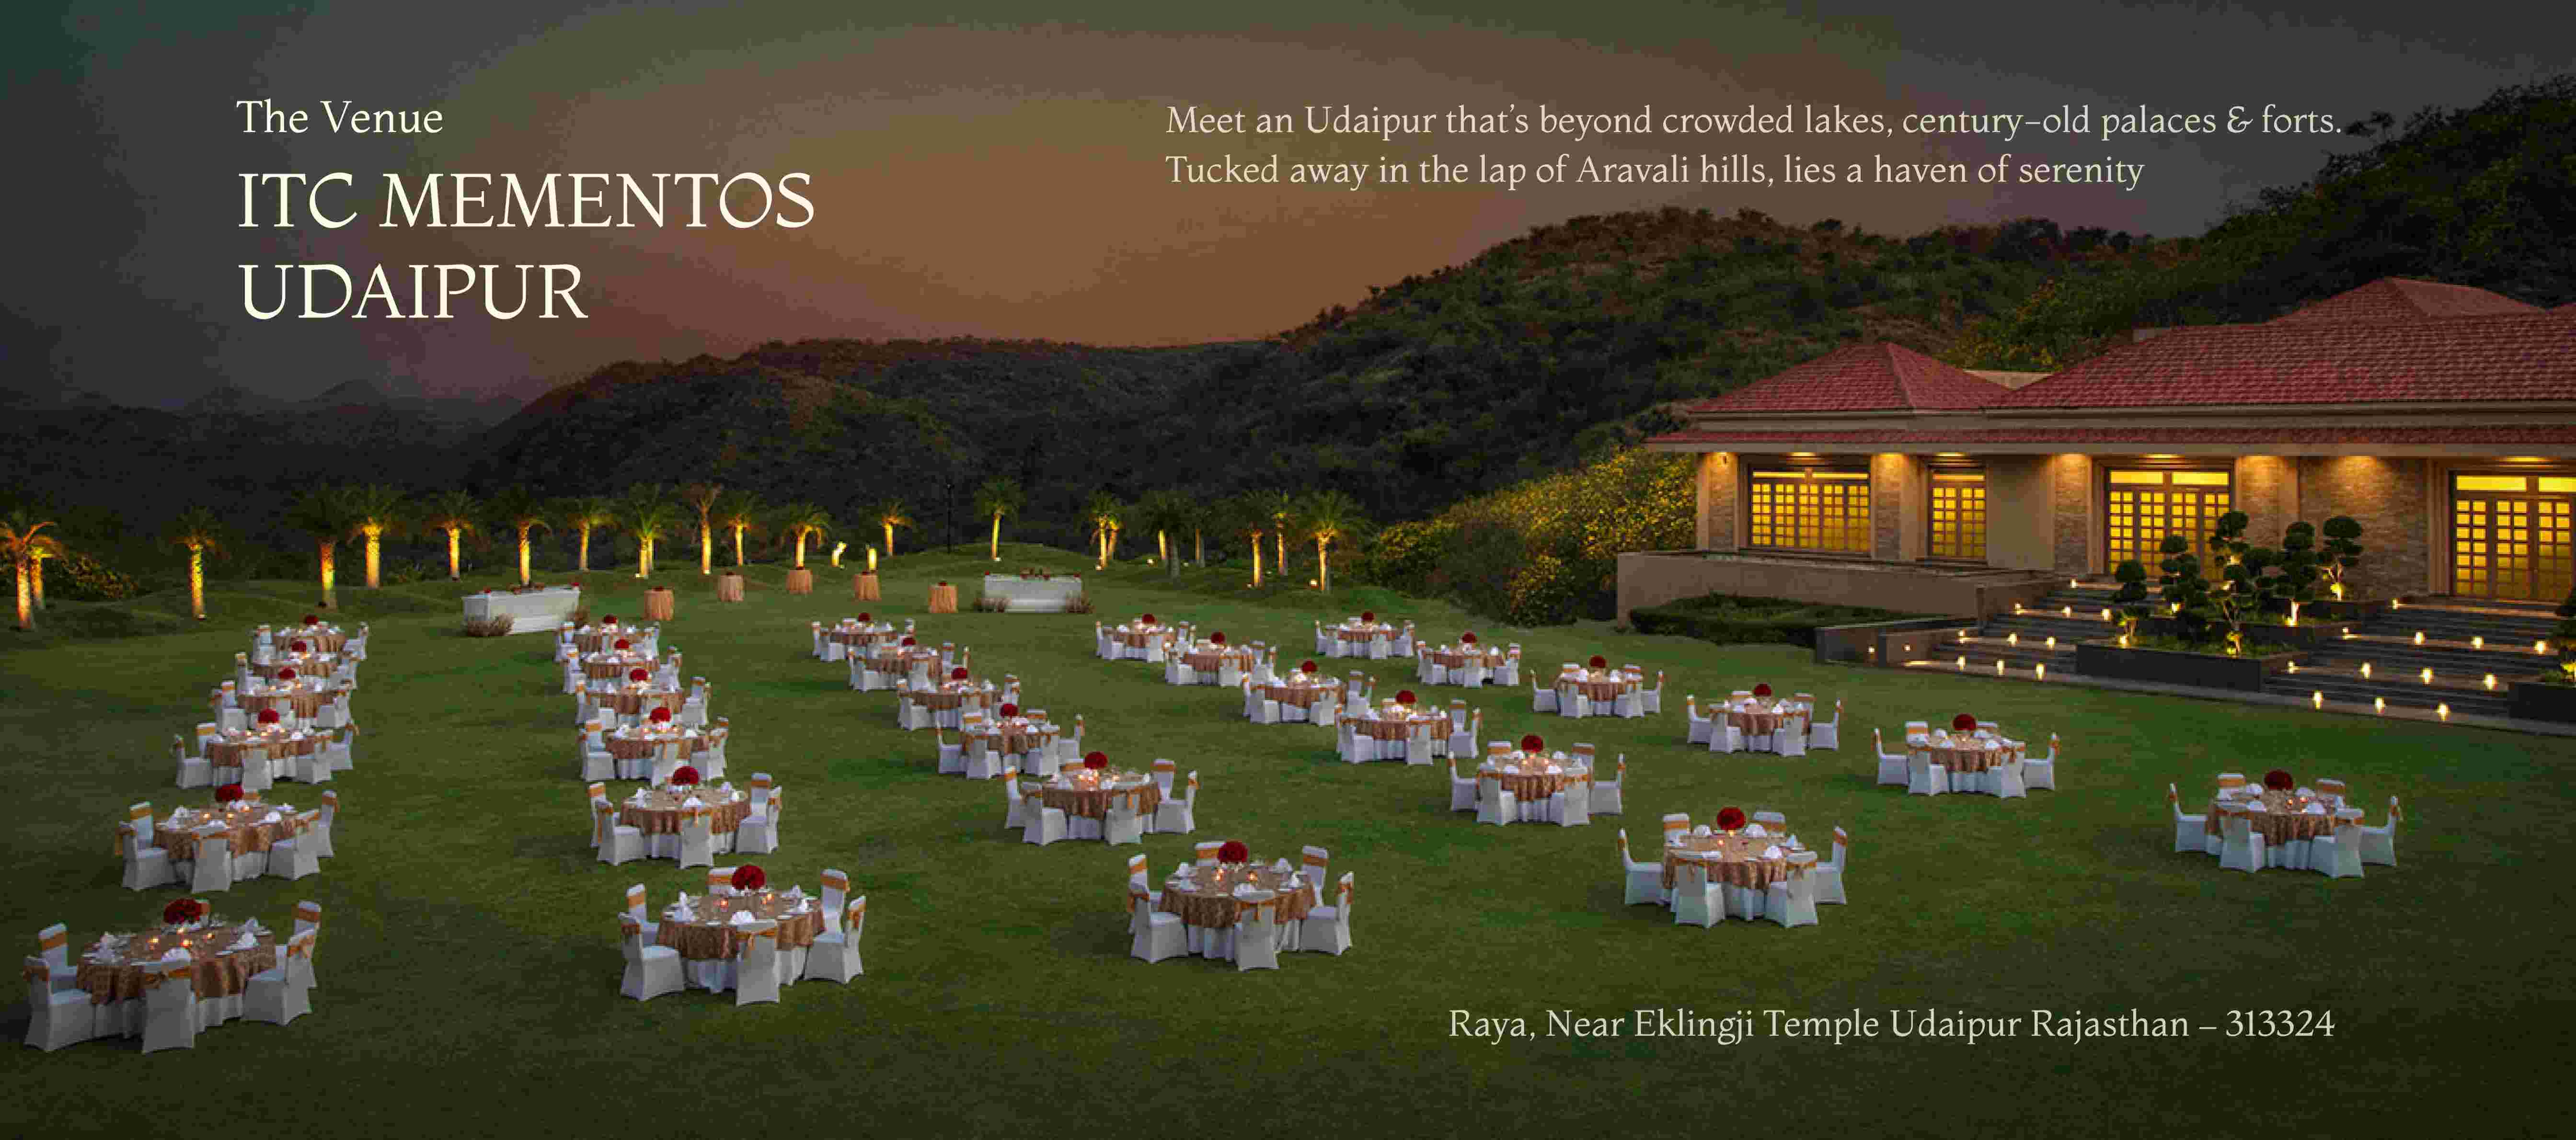 The Venue
ITC MEMENTOS
UDAIPUR
Meet an Udaipur that's beyond crowded lakes, century-old palaces & forts.
Tucked away in the lap of Aravali hills, lies a haven of serenity
Raya, Near Eklingji Temple Udaipur Rajasthan – 313324